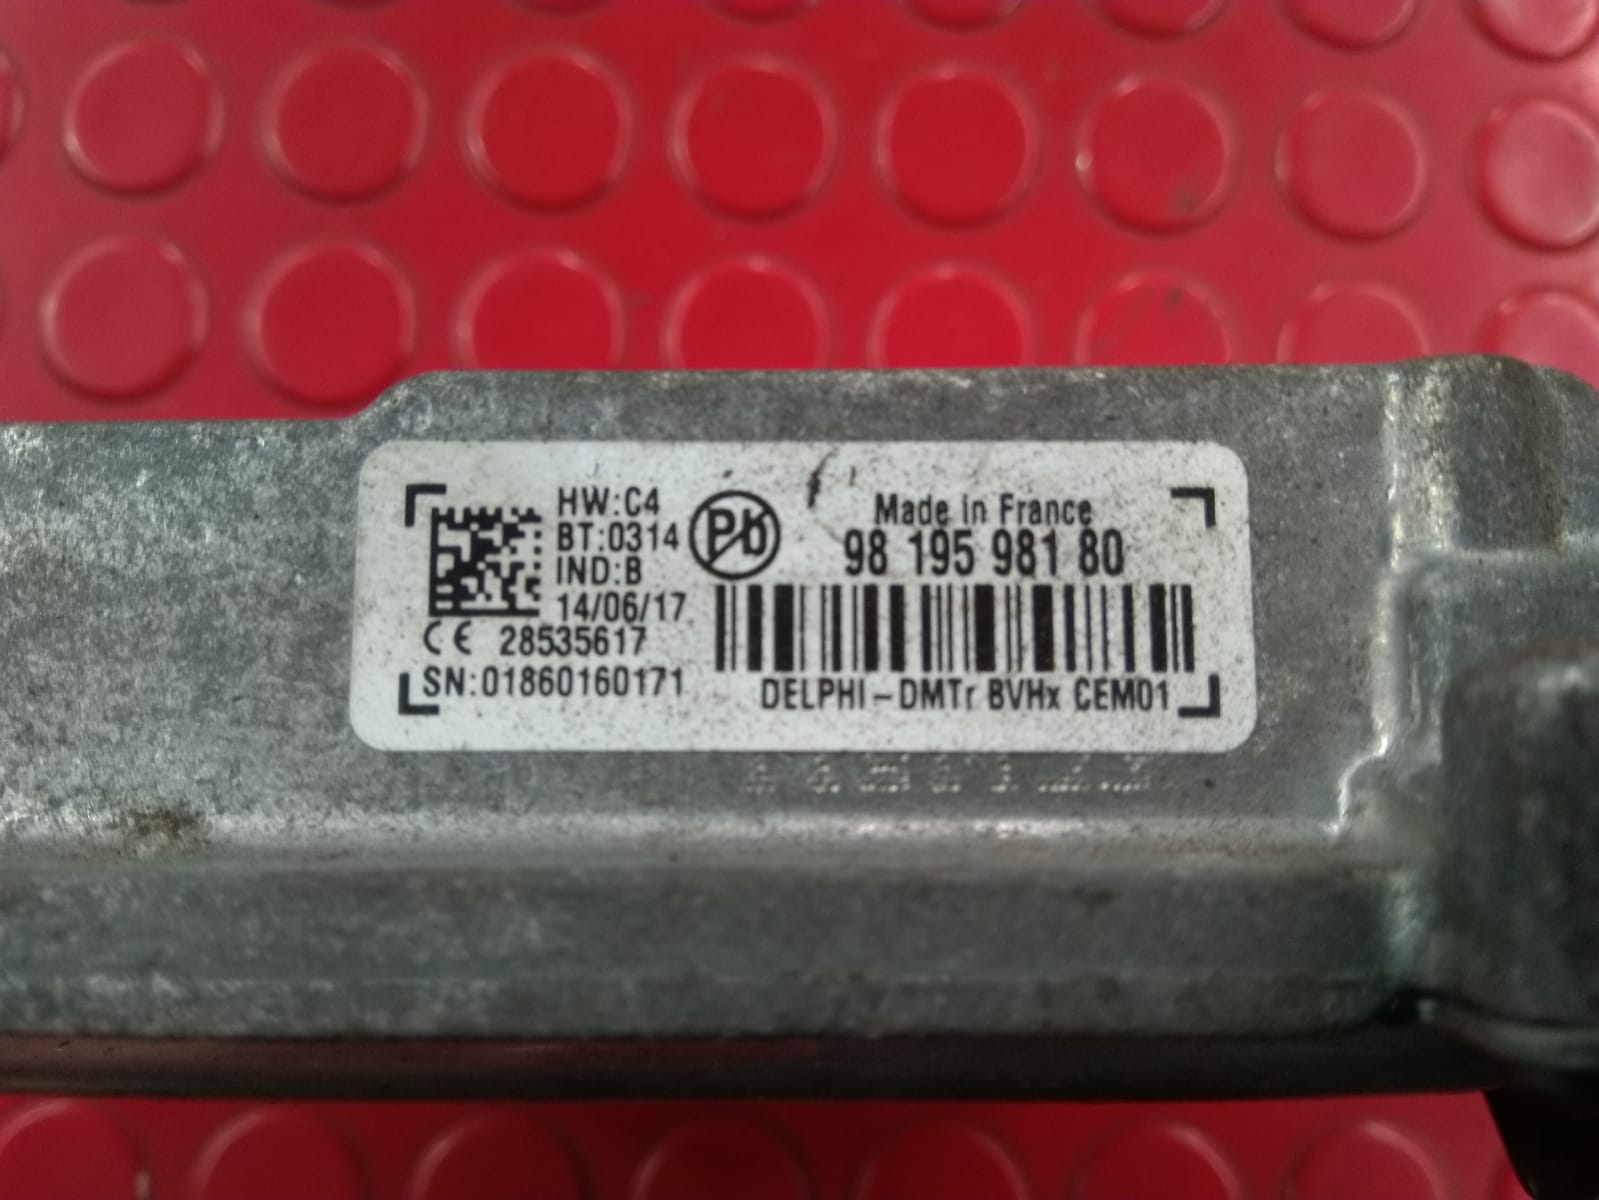 HW:C4
BT:0314
IND:B
14/06/17
CE 28535617
SN:01860160171
Pb
Made in France
98 195 981 80
DELPHI-DMTr BVHx CEM01